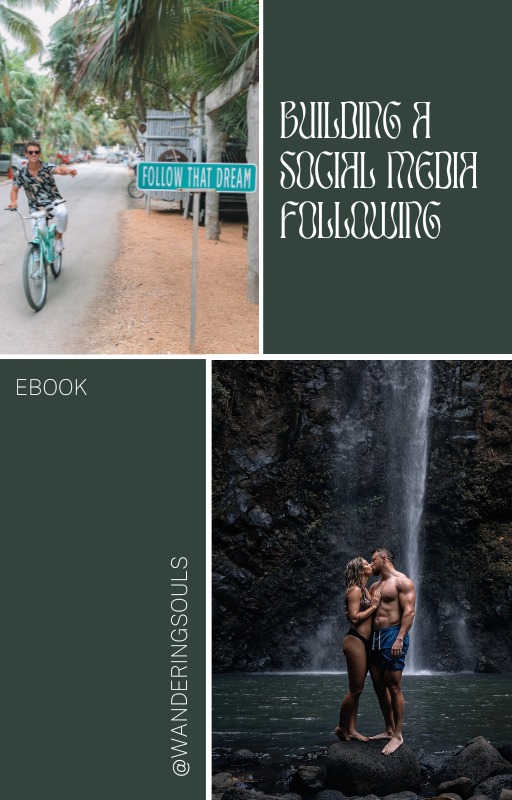 BUILDING A
SOCIAL MEDIA
FOLLOWING
FOLLOW THAT DREAM
EBOOK
@WANDERINGSOULS